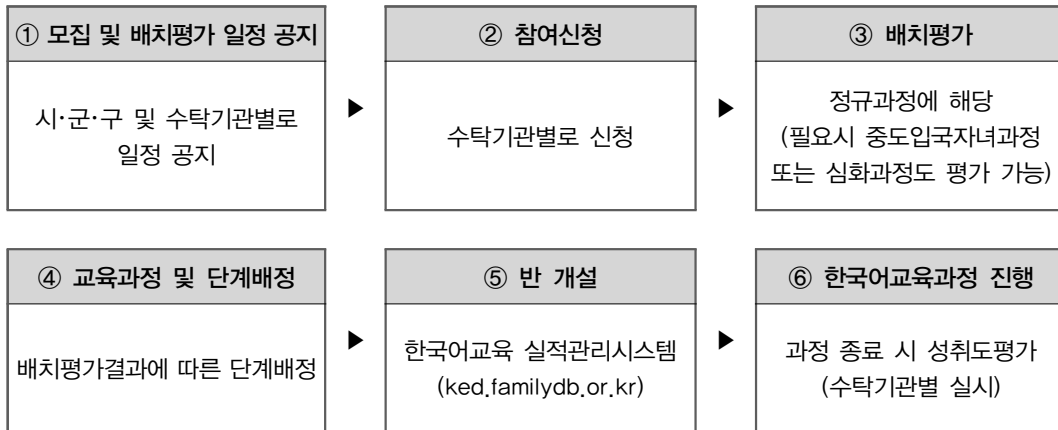 ① 모집 및 배치평가 일정 공지
시·군·구 및 수탁기관별로
일정 공지
▶
② 참여신청
수탁기관별로 신청
▶
③ 배치평가
정규과정에 해당
(필요시 중도입국자녀과정
또는 심화과정도 평가 가능)
④ 교육과정 및 단계배정
배치평가결과에 따른 단계배정
▶
⑤ 반 개설
한국어교육 실적관리시스템
(ked.familydb.or.kr)
▶
⑥ 한국어교육과정 진행
과정 종료 시 성취도평가
(수탁기관별 실시)